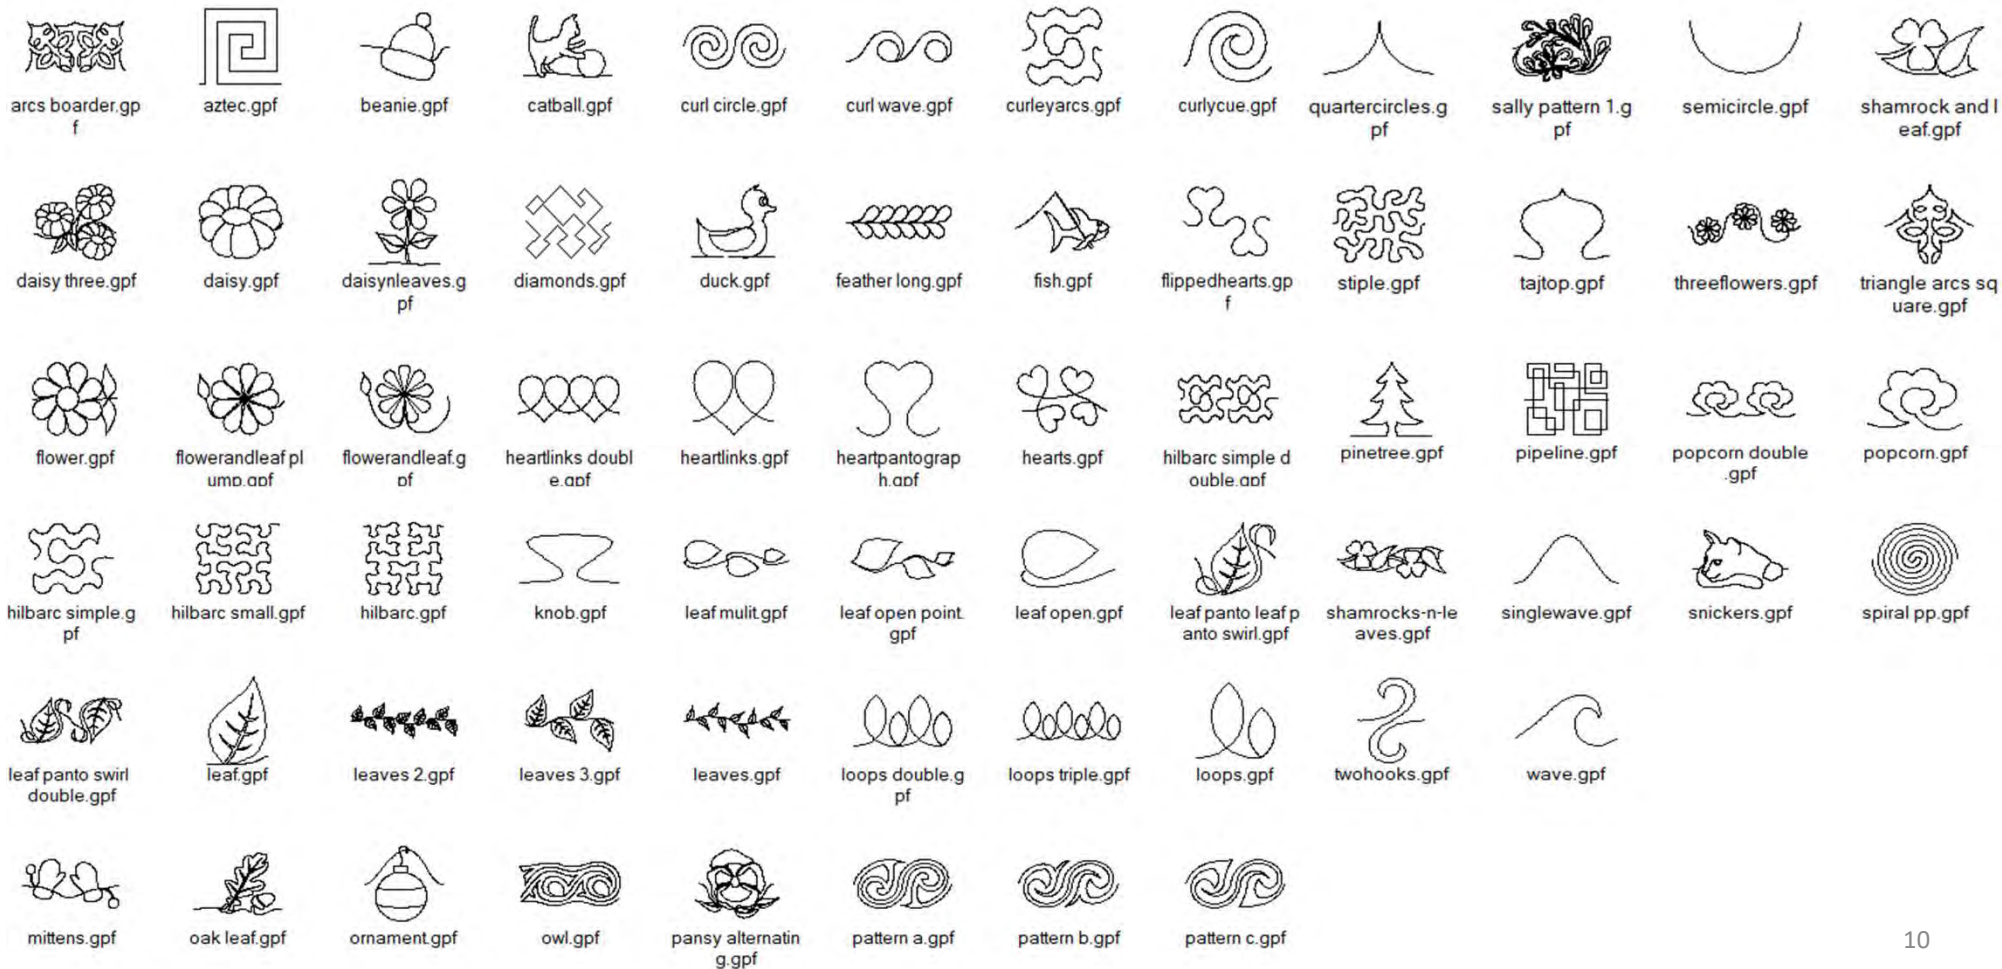 arcs boarder.gp
f
aztec.gpf
beanie.gpf
catball.gpf
curl circle.gpf
curl wave.gpf
curleyarcs.gpf
curlycue.gpf
quartercircles.g
pf
sally pattern 1.g
pf
semicircle.gpf
shamrock and l
eaf.gpf
daisy three.gpf
daisy.gpf
daisynleaves.g
pf
diamonds.gpf
duck.gpf
feather long.gpf
fish.gpf
flippedhearts.gp
f
stiple.gpf
tajtop.gpf
threeflowers.gpf
triangle arcs sq
uare.gpf
flower.gpf
flowerandleaf pl
ump.gpf
flowerandleaf.g
pf
heartlinks doubl
e.gpf
heartlinks.gpf
heartpantograp
h.gpf
hearts.gpf
hilbarc simple d
ouble.gpf
pinetree.gpf
pipeline.gpf
popcorn double
.gpf
popcorn.gpf
hilbarc simple.g
pf
hilbarc small.gpf
hilbarc.gpf
knob.gpf
leaf mulit.gpf
leaf open point.
gpf
leaf open.gpf
leaf panto leaf p
anto swirl.gpf
shamrocks-n-le
aves.gpf
singlewave.gpf
snickers.gpf
spiral pp.gpf
leaf panto swirl
double.gpf
leaf.gpf
leaves 2.gpf
leaves 3.gpf
leaves.gpf
loops double.g
pf
loops triple.gpf
loops.gpf
twohooks.gpf
wave.gpf
mittens.gpf
oak leaf.gpf
ornament.gpf
owl.gpf
pansy alternatin
g.gpf
pattern a.gpf
pattern b.gpf
pattern c.gpf
10